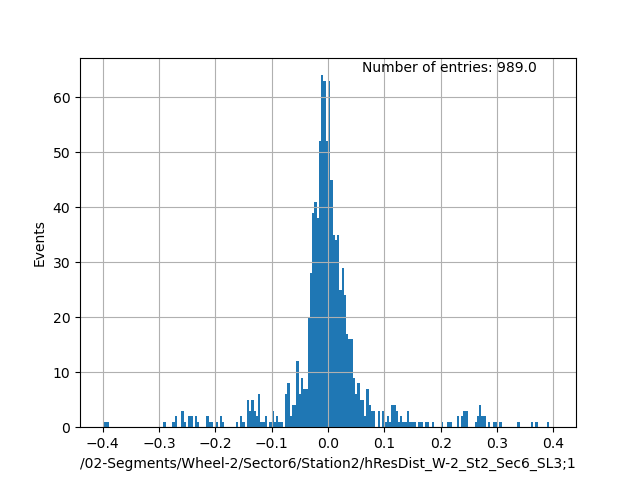 Number of entries: 989.0
60
50
40
30
20
10
0
Events
−0.4 −0.3 −0.2 −0.1 0.0 0.1 0.2 0.3 0.4
/02-Segments/Wheel-2/Sector6/Station2/hResDist_W-2_St2_Sec6_SL3;1